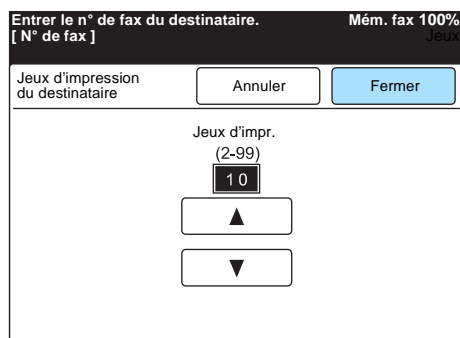 Entrer le n° de fax du destinataire. Mém. fax 100%
[ N° de fax ] Jeux
Jeux d'impression
du destinataire
Annuler
Fermer
Jeux d'impr.
(2-99)
10